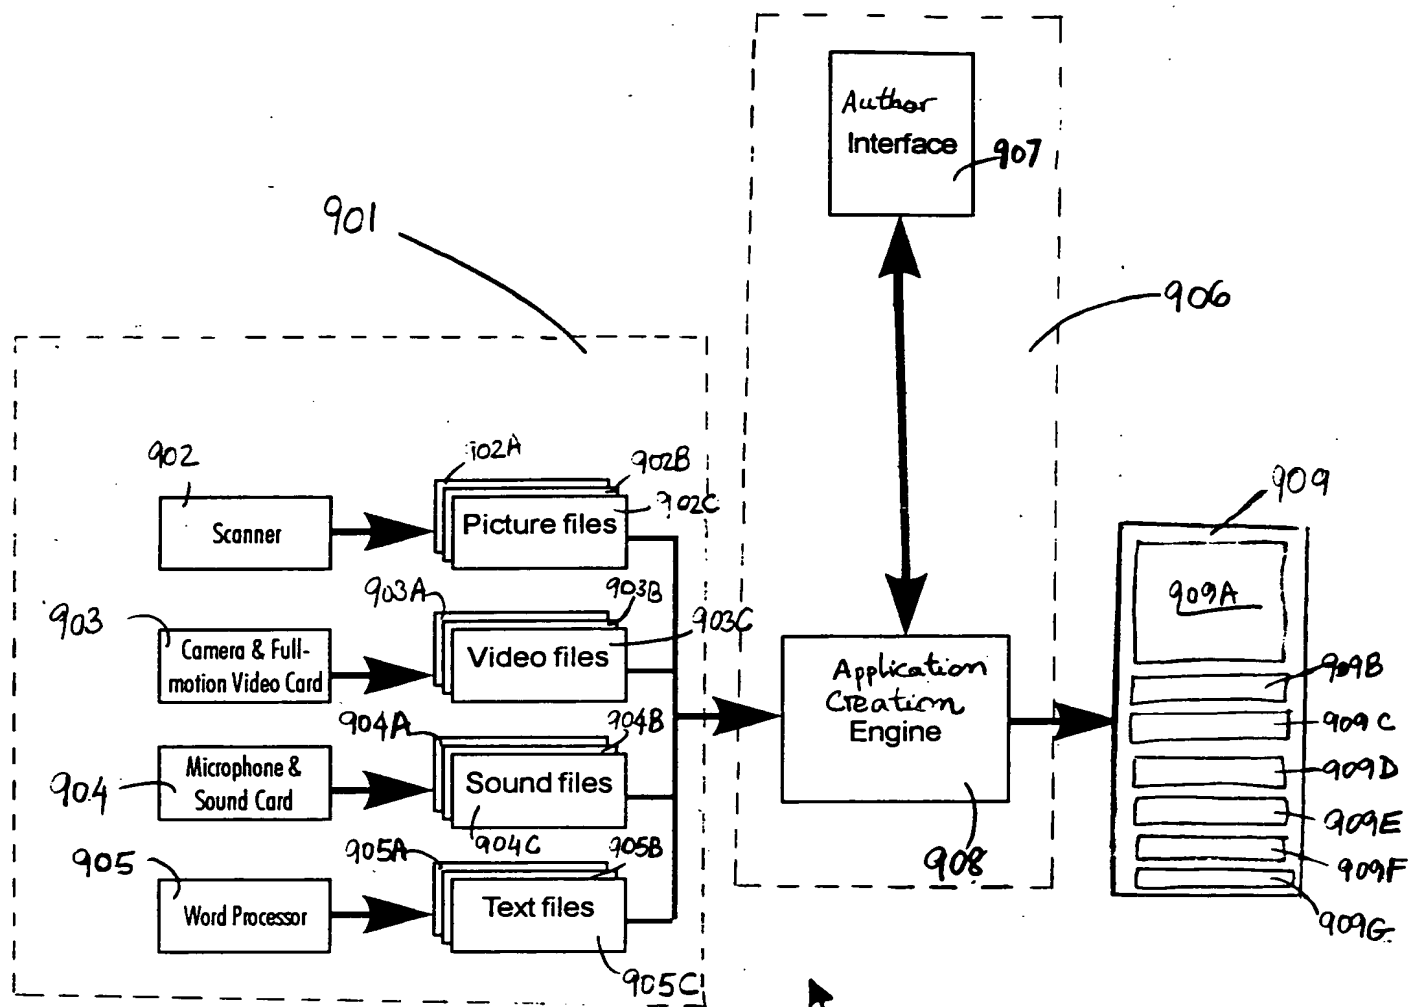 Author
Interface
907
901
906
902
102A
902B
902C
Scanner
Picture files
909
909A
903
903A
903B
903C
Camera & Full-
motion Video Card
Video files
Application
Creation
Engine
909B
909C
904
904A
904B
Microphone &
Sound Card
Sound files
904C
909D
909E
905
905A
905B
908
909F
Word Processor
Text files
909G
905C